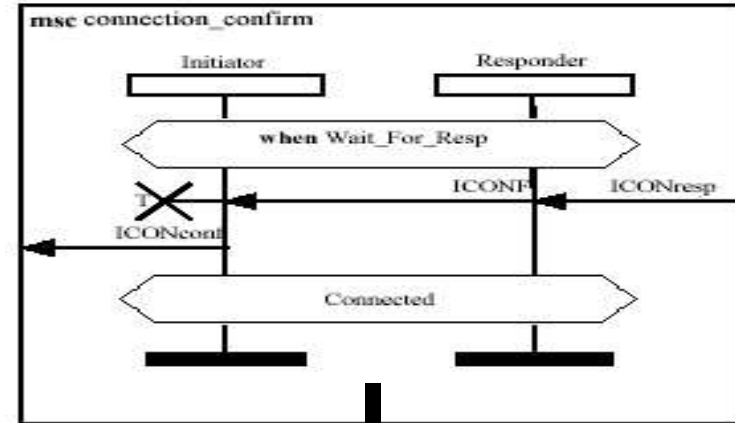 msc connection_confirm
Initiator
Responder
when Wait_For_Resp
T
ICONF
ICONresp
ICONconf
Connected